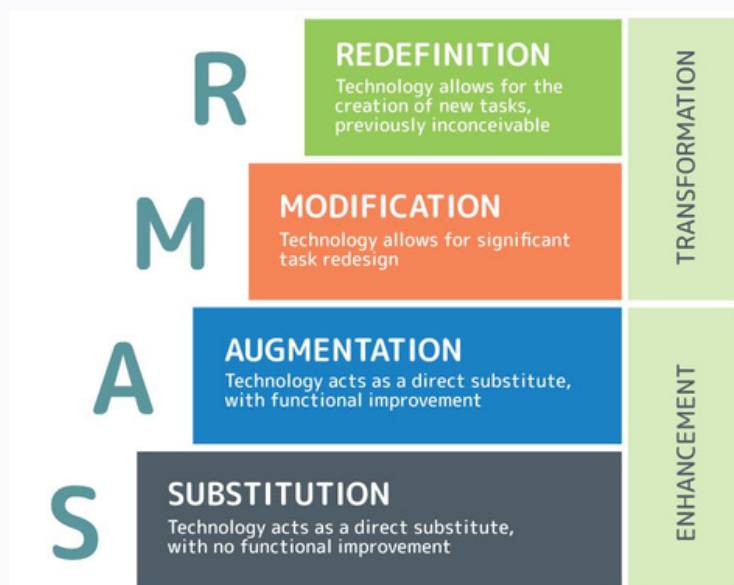 R
REDEFINITION
Technology allows for the
creation of new tasks,
previously inconceivable
TRANSFORMATION
M
MODIFICATION
Technology allows for significant
task redesign
A
AUGMENTATION
Technology acts as a direct substitute,
with functional improvement
ENHANCEMENT
S
SUBSTITUTION
Technology acts as a direct substitute,
with no functional improvement